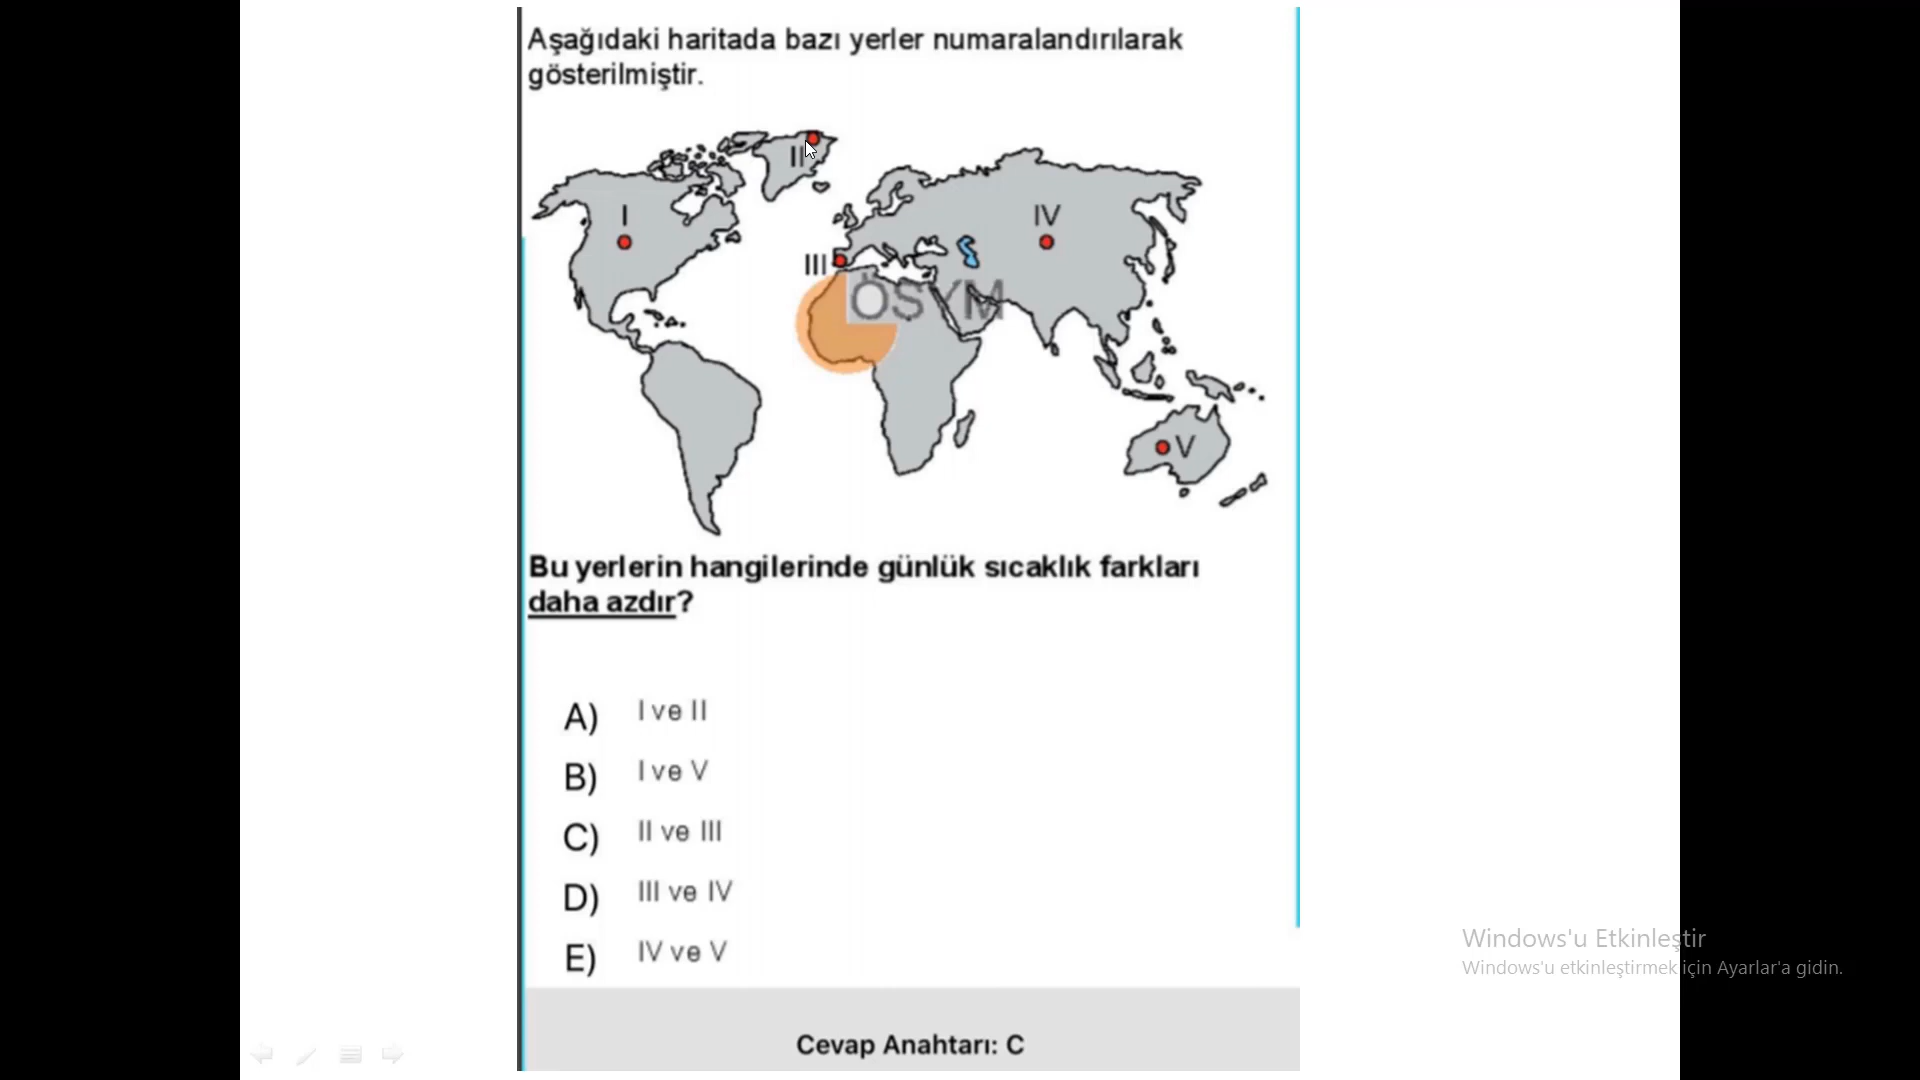 Aşağıdaki haritada bazı yerler numaralandırılarak
gösterilmiştir.
II
I
IV
III
ÖSYM
V
Bu yerlerin hangilerinde günlük sıcaklık farkları
daha azdır?
A) I ve II
B) I ve V
C) II ve III
D) III ve IV
E) IV ve V
Windows'u Etkinleştir
Windows'u etkinleştirmek için Ayarlar'a gidin.
Cevap Anahtarı: C